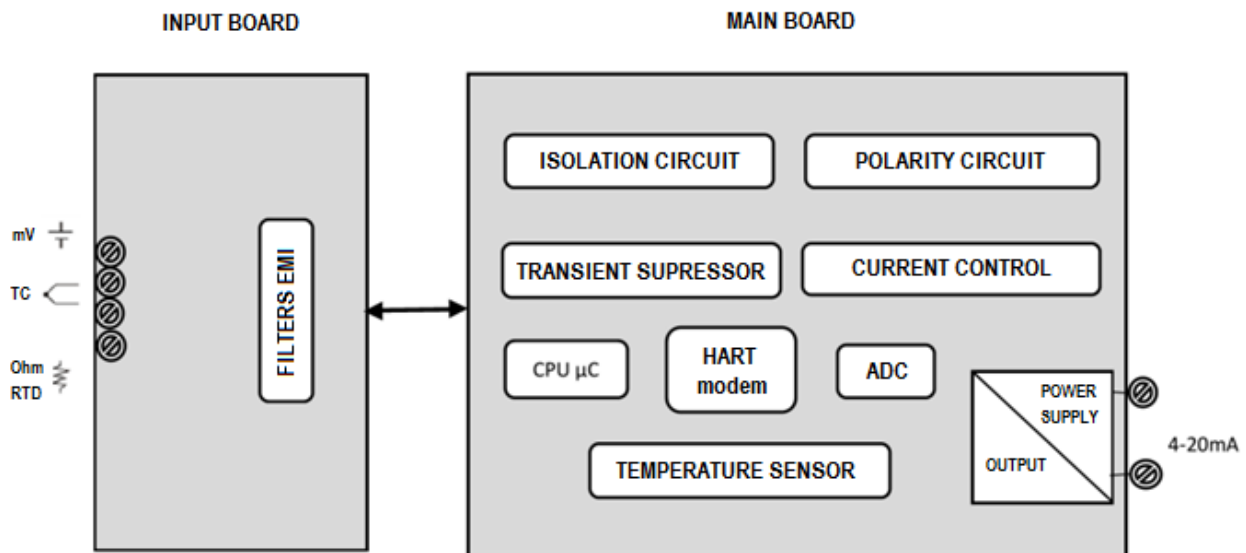 INPUT BOARD
MAIN BOARD
ISOLATION CIRCUIT
POLARITY CIRCUIT
mV
TC
Ohm
RTD
FILTERS EMI
TRANSIENT SUPRESSOR
CURRENT CONTROL
CPU µC
HART
modem
ADC
POWER
SUPPLY
OUTPUT
4-20mA
TEMPERATURE SENSOR